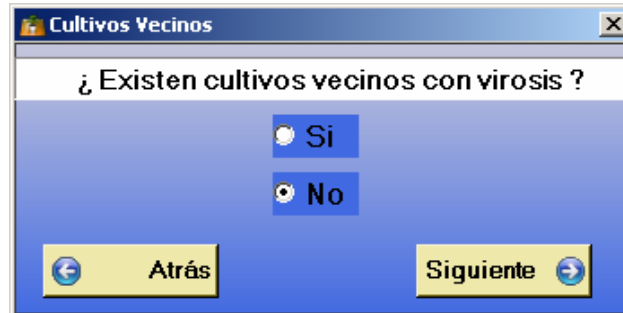 Cultivos Vecinos
¿ Existen cultivos vecinos con virosis ?
Si
No
Atrás
Siguiente